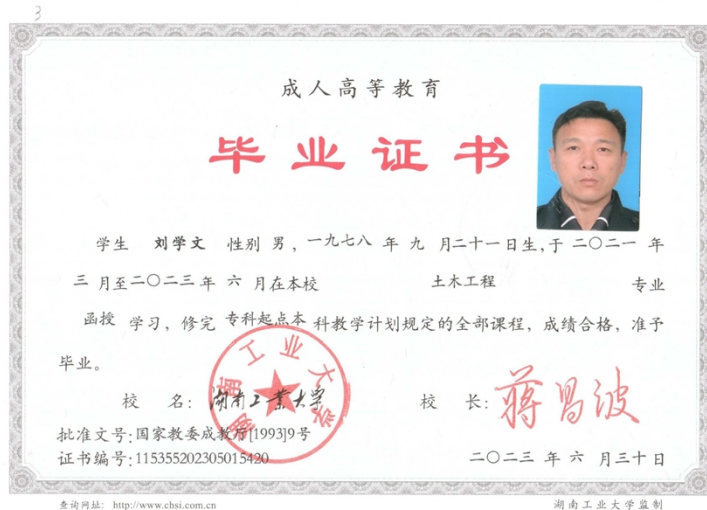 3
成人高等教育
毕业证书
学生 刘学文 性别 男，一九七八 年 九 月二十一日生，于 二〇二一 年
三 月至二〇二三年 六 月在本校 土木工程 专业
函授 学习，修完 专科起点本 科教学计划规定的全部课程，成绩合格，准予
毕业。
湖南工业大学
校 名：湖南工业大学 校 长：蒋昌波
批准文号：国家教委成教厅[1993]9号
证书编号：115355202305015420 二〇二三 年 六 月三十日
查询网址： http://www.chsi.com.cn 湖南工业大学监制